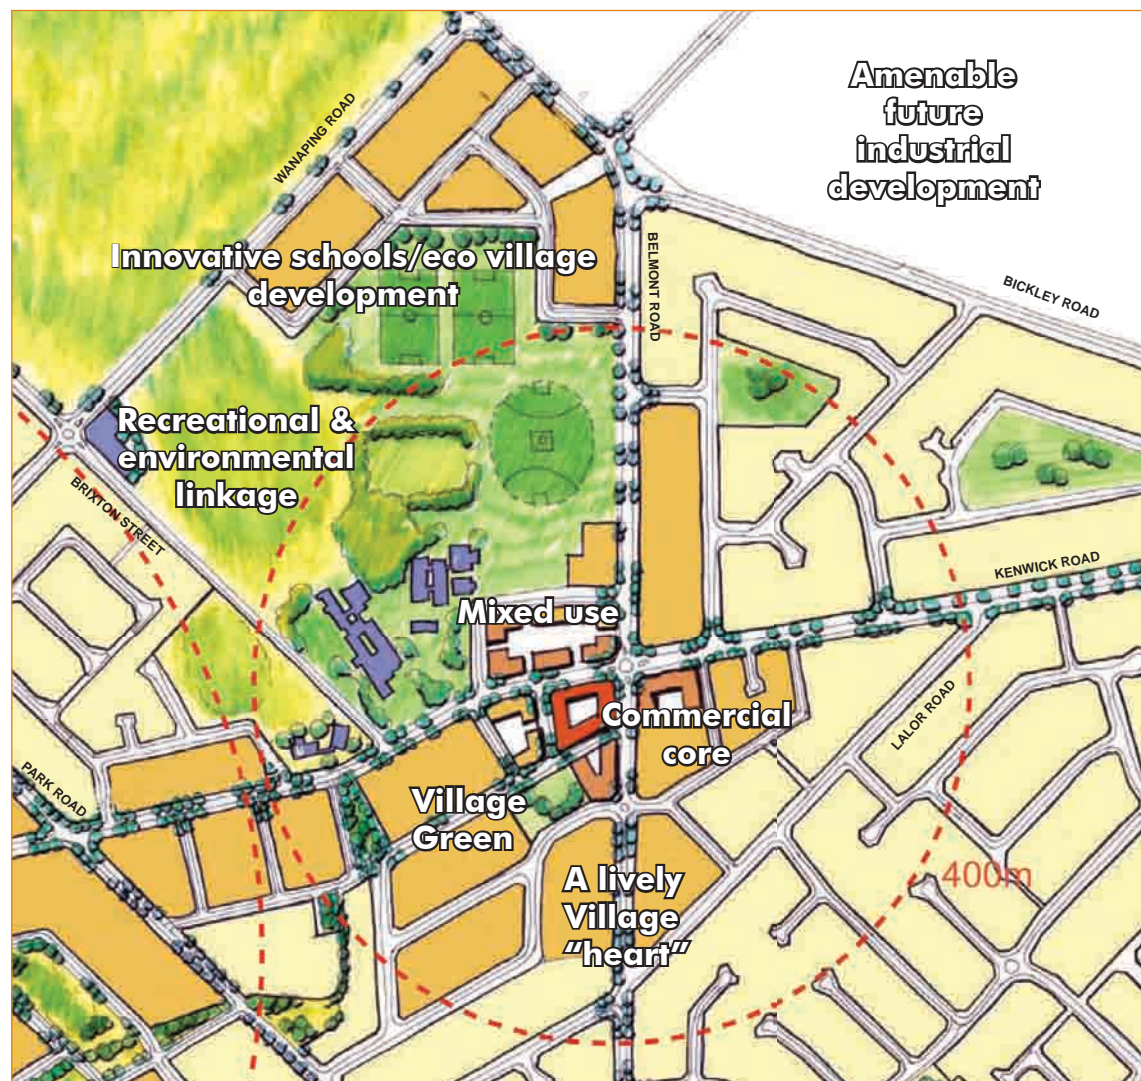 Amenable
future
industrial
development
WANAPING ROAD
Innovative schools/eco village
development
BELMONT ROAD
BICKLEY ROAD
Recreational &
environmental
linkage
BRIXTON STREET
KENWICK ROAD
Mixed use
LALOR ROAD
Commercial
core
PARK ROAD
Village
Green
A lively
Village
“heart”
400m